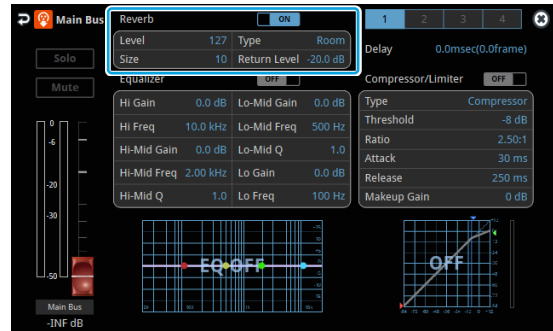 Main Bus
Reverb ON
1 2 3 4
Level 127 Type Room
Size 10 Return Level -20.0 dB
Delay 0.0msec(0.0frame)
Solo
Mute
Equalizer OFF
Compressor/Limiter OFF
Hi Gain 0.0 dB Lo-Mid Gain 0.0 dB
Hi Freq 10.0 kHz Lo-Mid Freq 500 Hz
Hi-Mid Gain 0.0 dB Lo-Mid Q 1.0
Hi-Mid Freq 2.00 kHz Lo Gain 0.0 dB
Hi-Mid Q 1.0 Lo Freq 100 Hz
Type Compressor
Threshold -8 dB
Ratio 2.50:1
Attack 30 ms
Release 250 ms
Makeup Gain 0 dB
0
-6
-20
-30
-50
EQ OFF
OFF
Main Bus
-INF dB